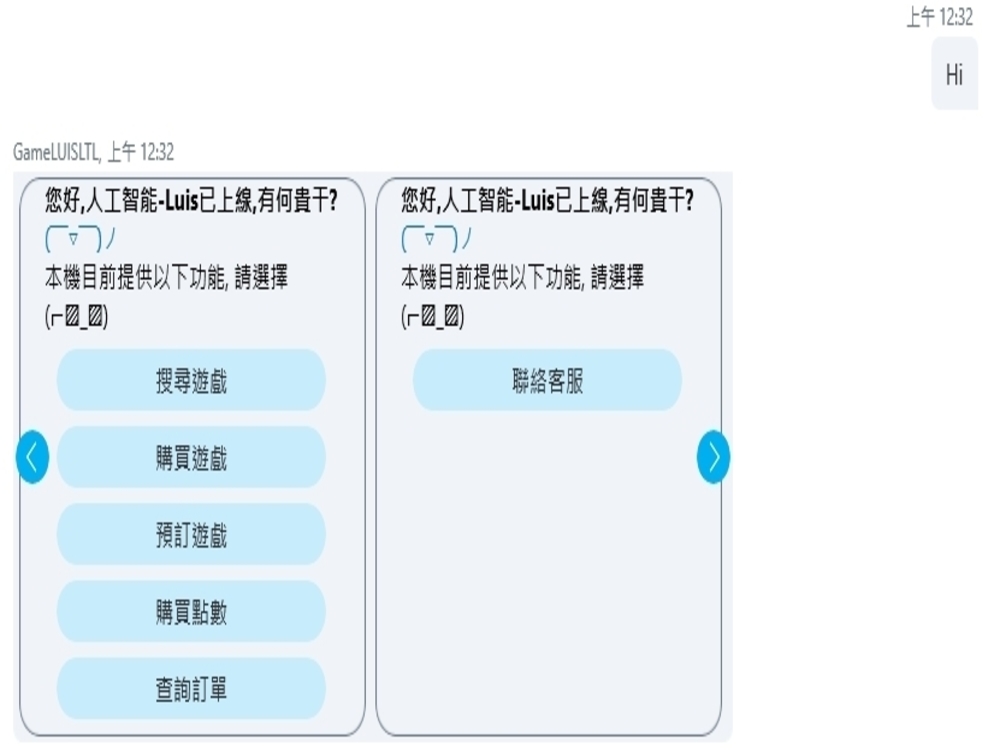 上午 12:32
Hi
GameLUISLTL, 上午 12:32
您好,人工智能-Luis已上線,有何貴干?
(￣▽￣)ﾉ
本機目前提供以下功能, 請選擇
(┌▨_▨)
搜尋遊戲
購買遊戲
預訂遊戲
購買點數
查詢訂單
您好,人工智能-Luis已上線,有何貴干?
(￣▽￣)ﾉ
本機目前提供以下功能, 請選擇
(┌▨_▨)
聯絡客服